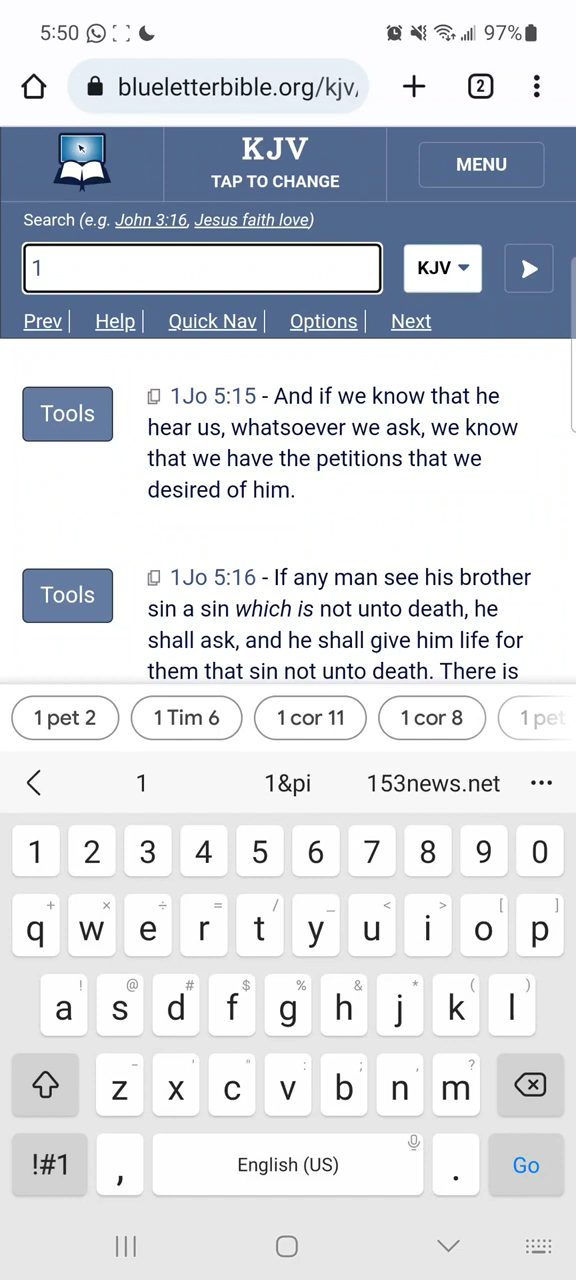 5:50 97%
blueletterbible.org/kjv/ 2
KJV
TAP TO CHANGE
MENU
Search (e.g. John 3:16, Jesus faith love)
1 KJV
Prev| Help| Quick Nav| Options| Next
Tools
1Jo 5:15 - And if we know that he
hear us, whatsoever we ask, we know
that we have the petitions that we
desired of him.
Tools
1Jo 5:16 - If any man see his brother
sin a sin which is not unto death, he
shall ask, and he shall give him life for
them that sin not unto death. There is
1 pet 2 1 Tim 6 1 cor 11 1 cor 8 1 pet
1 1&pi 153news.net ...
1 2 3 4 5 6 7 8 9 0
+ × ÷ = / _ < > [ ]
q w e r t y u i o p
! @ # $ % & * ( )
a s d f g h j k l
- ' " : ; , ?
z x c v b n m
!#1 , English (US) . Go